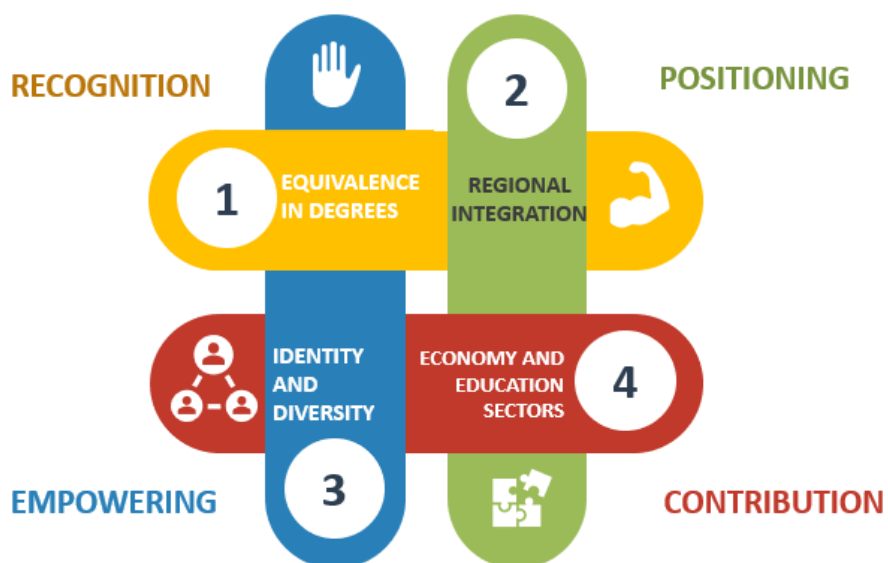 RECOGNITION
1
EQUIVALENCE
IN DEGREES
POSITIONING
2
REGIONAL
INTEGRATION
EMPOWERING
3
IDENTITY
AND
DIVERSITY
CONTRIBUTION
4
ECONOMY AND
EDUCATION
SECTORS